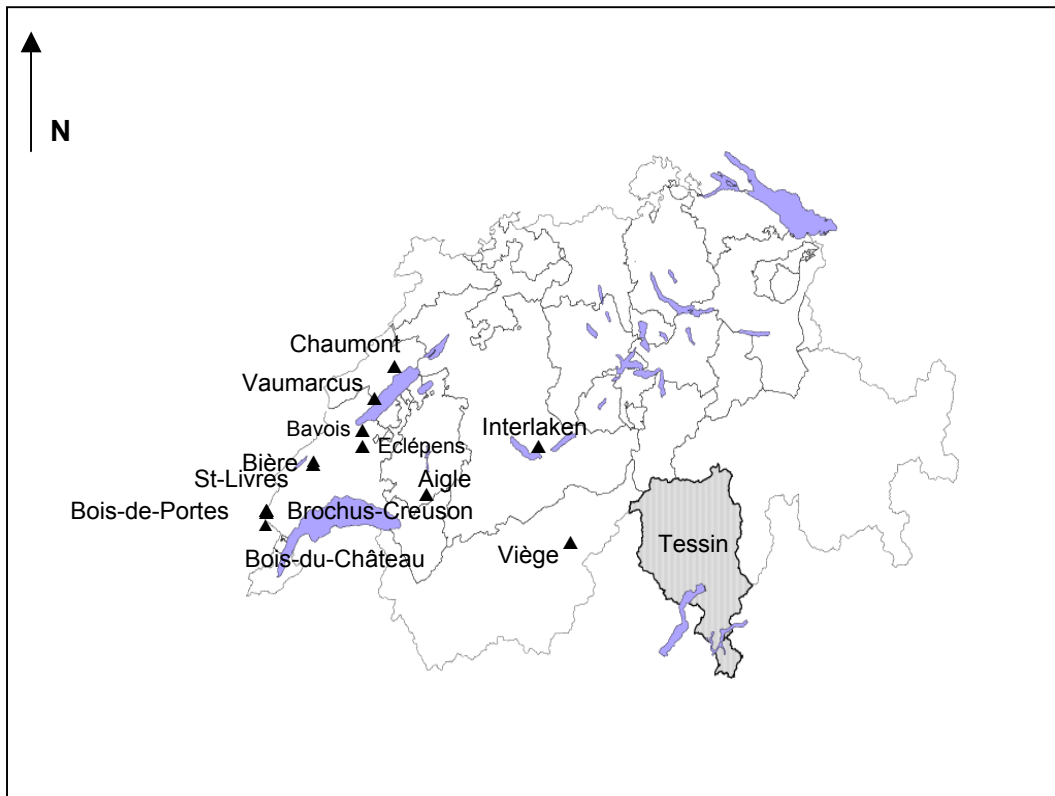 N
Chaumont
Vaumarcus
Bavois
Interlaken
Eclépens
Bière
St-Livres
Aigle
Bois-de-Portes
Brochus-Creuson
Bois-du-Château
Viège
Tessin